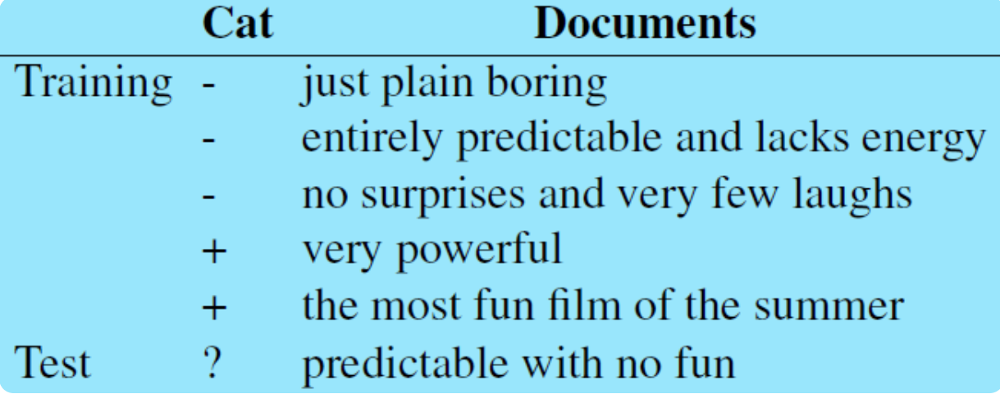 Cat Documents
Training - just plain boring
- entirely predictable and lacks energy
- no surprises and very few laughs
+ very powerful
+ the most fun film of the summer
Test ? predictable with no fun